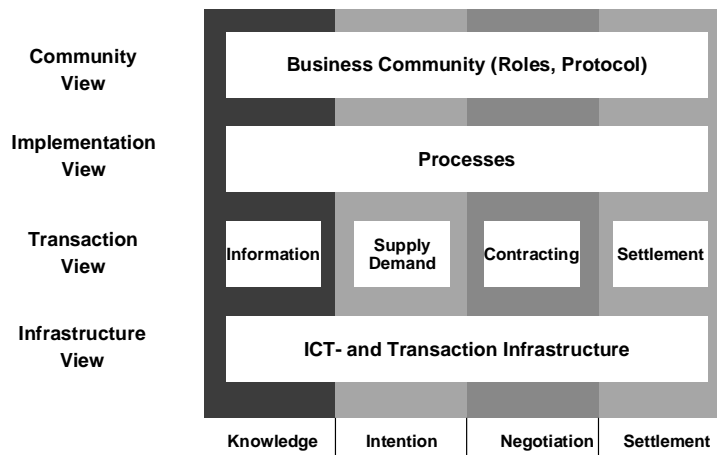 Community
View
Business Community (Roles, Protocol)
Implementation
View
Processes
Transaction
View
Information
Supply
Demand
Contracting
Settlement
Infrastructure
View
ICT- and Transaction Infrastructure
Knowledge
Intention
Negotiation
Settlement